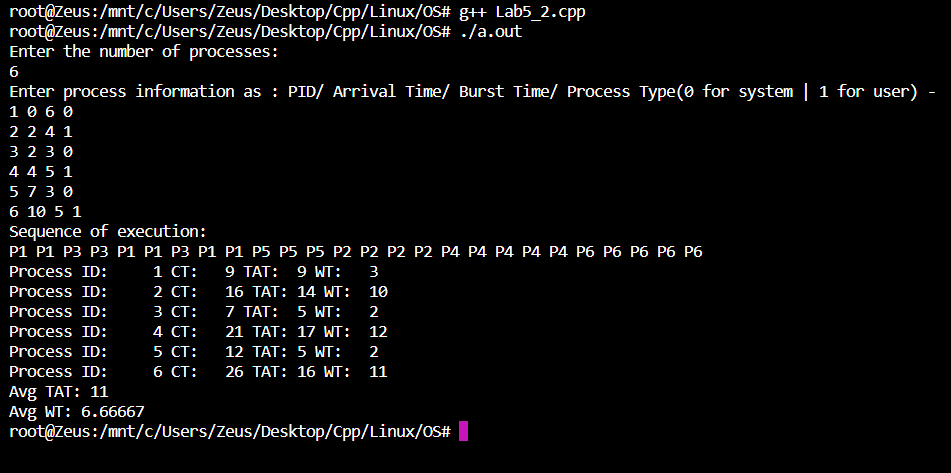 root@Zeus:/mnt/c/Users/Zeus/Desktop/Cpp/Linux/OS# g++ Lab5_2.cpp
root@Zeus:/mnt/c/Users/Zeus/Desktop/Cpp/Linux/OS# ./a.out
Enter the number of processes:
6
Enter process information as : PID/ Arrival Time/ Burst Time/ Process Type(0 for system | 1 for user) -
1 0 6 0
2 2 4 1
3 2 3 0
4 4 5 1
5 7 3 0
6 10 5 1
Sequence of execution:
P1 P1 P3 P3 P1 P1 P3 P1 P1 P5 P5 P5 P2 P2 P2 P2 P4 P4 P4 P4 P4 P6 P6 P6 P6 P6
Process ID:     1 CT:   9 TAT:  9 WT:   3
Process ID:     2 CT:   16 TAT: 14 WT:  10
Process ID:     3 CT:   7 TAT:  5 WT:   2
Process ID:     4 CT:   21 TAT: 17 WT:  12
Process ID:     5 CT:   12 TAT: 5 WT:   2
Process ID:     6 CT:   26 TAT: 16 WT:  11
Avg TAT: 11
Avg WT: 6.66667
root@Zeus:/mnt/c/Users/Zeus/Desktop/Cpp/Linux/OS#